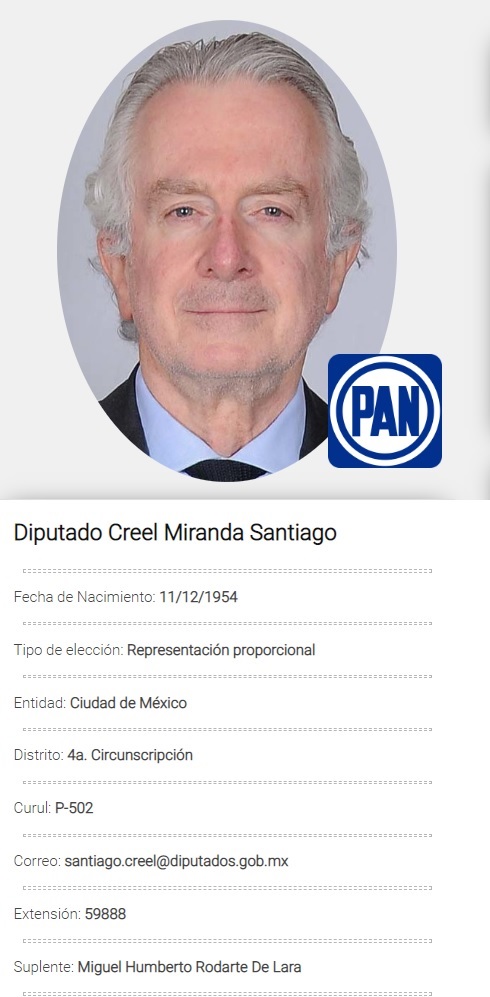 PAN
Diputado Creel Miranda Santiago
Fecha de Nacimiento: 11/12/1954
Tipo de elección: Representación proporcional
Entidad: Ciudad de México
Distrito: 4a. Circunscripción
Curul: P-502
Correo: santiago.creel@diputados.gob.mx
Extensión: 59888
Suplente: Miguel Humberto Rodarte De Lara